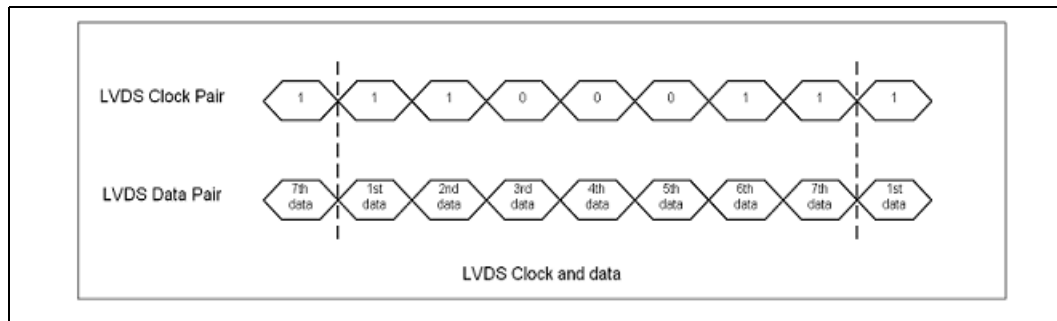 LVDS Clock Pair 1 1 1 0 0 0 1 1 1
LVDS Data Pair 7th data 1st data 2nd data 3rd data 4th data 5th data 6th data 7th data 1st data
LVDS Clock and data